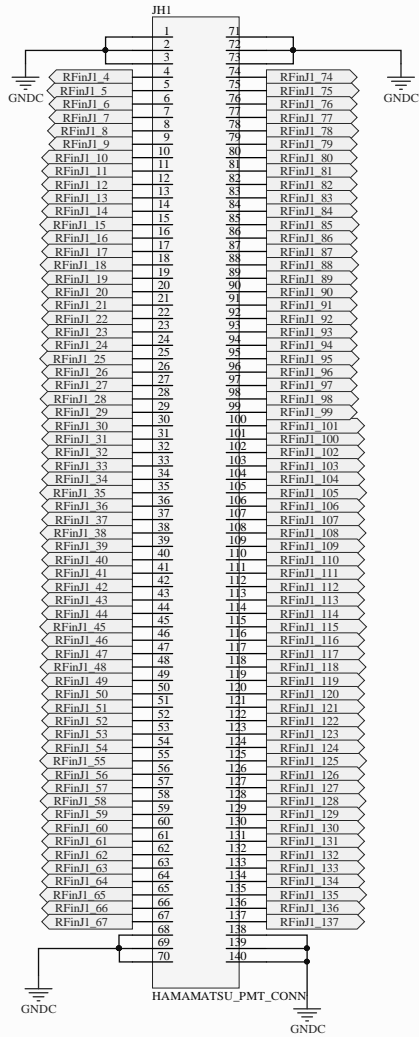 JH1
1 71
2 72
3 73
RFinJ1_4 4 74 RFinJ1_74
RFinJ1_5 5 75 RFinJ1_75
GNDC GNDC
RFinJ1_6 6 76 RFinJ1_76
RFinJ1_7 7 77 RFinJ1_77
RFinJ1_8 8 78 RFinJ1_78
RFinJ1_9 9 79 RFinJ1_79
RFinJ1_10 10 80 RFinJ1_80
RFinJ1_11 11 81 RFinJ1_81
RFinJ1_12 12 82 RFinJ1_82
RFinJ1_13 13 83 RFinJ1_83
RFinJ1_14 14 84 RFinJ1_84
RFinJ1_15 15 85 RFinJ1_85
RFinJ1_16 16 86 RFinJ1_86
RFinJ1_17 17 87 RFinJ1_87
RFinJ1_18 18 88 RFinJ1_88
RFinJ1_19 19 89 RFinJ1_89
RFinJ1_20 20 90 RFinJ1_90
RFinJ1_21 21 91 RFinJ1_91
RFinJ1_22 22 92 RFinJ1_92
RFinJ1_23 23 93 RFinJ1_93
RFinJ1_24 24 94 RFinJ1_94
RFinJ1_25 25 95 RFinJ1_95
RFinJ1_26 26 96 RFinJ1_96
RFinJ1_27 27 97 RFinJ1_97
RFinJ1_28 28 98 RFinJ1_98
RFinJ1_29 29 99 RFinJ1_99
RFinJ1_30 30 100 RFinJ1_101
RFinJ1_31 31 101 RFinJ1_100
RFinJ1_32 32 102 RFinJ1_102
RFinJ1_33 33 103 RFinJ1_103
RFinJ1_34 34 104 RFinJ1_104
RFinJ1_35 35 105 RFinJ1_105
RFinJ1_36 36 106 RFinJ1_106
RFinJ1_37 37 107 RFinJ1_107
RFinJ1_38 38 108 RFinJ1_108
RFinJ1_39 39 109 RFinJ1_109
RFinJ1_40 40 110 RFinJ1_110
RFinJ1_41 41 111 RFinJ1_111
RFinJ1_42 42 112 RFinJ1_112
RFinJ1_43 43 113 RFinJ1_113
RFinJ1_44 44 114 RFinJ1_114
RFinJ1_45 45 115 RFinJ1_115
RFinJ1_46 46 116 RFinJ1_116
RFinJ1_47 47 117 RFinJ1_117
RFinJ1_48 48 118 RFinJ1_118
RFinJ1_49 49 119 RFinJ1_119
RFinJ1_50 50 120 RFinJ1_120
RFinJ1_51 51 121 RFinJ1_121
RFinJ1_52 52 122 RFinJ1_122
RFinJ1_53 53 123 RFinJ1_123
RFinJ1_54 54 124 RFinJ1_124
RFinJ1_55 55 125 RFinJ1_125
RFinJ1_56 56 126 RFinJ1_126
RFinJ1_57 57 127 RFinJ1_127
RFinJ1_58 58 128 RFinJ1_128
RFinJ1_59 59 129 RFinJ1_129
RFinJ1_60 60 130 RFinJ1_130
RFinJ1_61 61 131 RFinJ1_131
RFinJ1_62 62 132 RFinJ1_132
RFinJ1_63 63 133 RFinJ1_133
RFinJ1_64 64 134 RFinJ1_134
RFinJ1_65 65 135 RFinJ1_135
RFinJ1_66 66 136 RFinJ1_136
RFinJ1_67 67 137 RFinJ1_137
68 138
69 139
70 140
HAMAMATSU_PMT_CONN
GNDC
GNDC